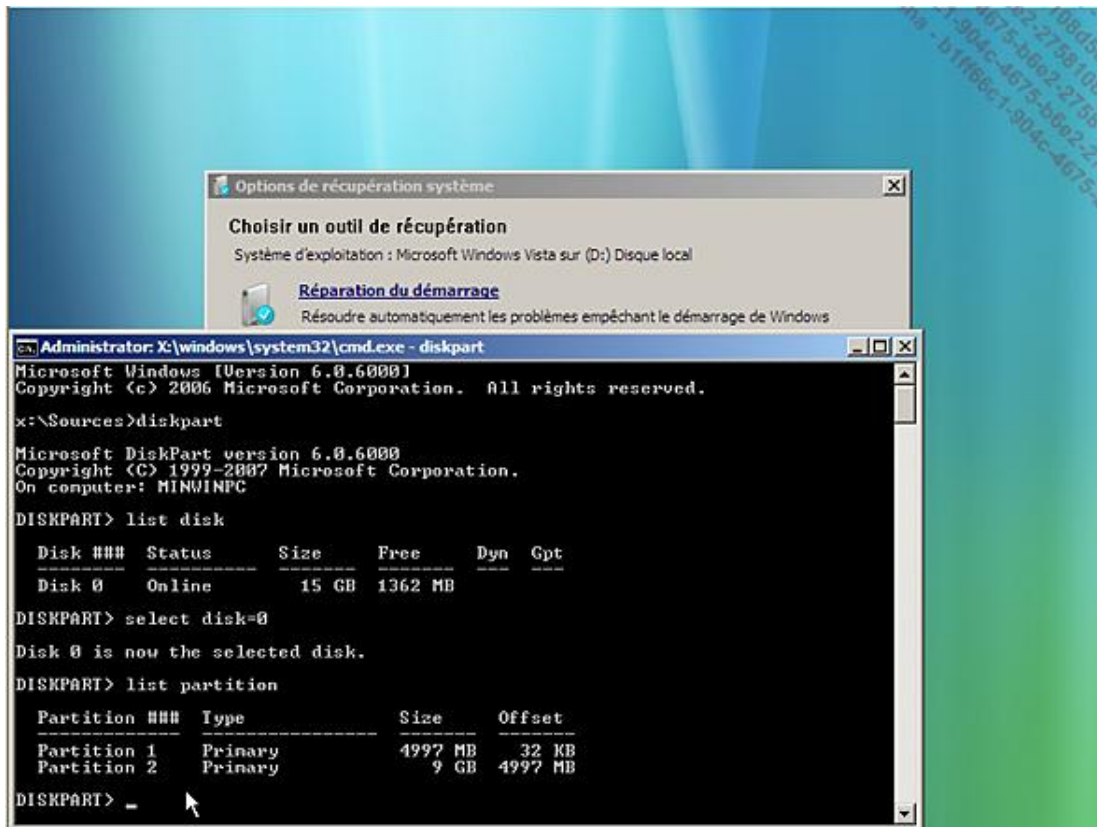 Options de récupération système
Choisir un outil de récupération
Système d'exploitation : Microsoft Windows Vista sur (D:) Disque local
Réparation du démarrage
Résoudre automatiquement les problèmes empêchant le démarrage de Windows
Administrator: X:\windows\system32\cmd.exe - diskpart
Microsoft Windows [Version 6.0.6000]
Copyright (c) 2006 Microsoft Corporation.  All rights reserved.
x:\Sources>diskpart
Microsoft DiskPart version 6.0.6000
Copyright (C) 1999-2007 Microsoft Corporation.
On computer: MINWINPC
DISKPART> list disk
Disk ###  Status      Size     Free     Dyn  Gpt
--------  ----------  -------  -------  ---  ---
Disk 0    Online        15 GB  1362 MB
DISKPART> select disk=0
Disk 0 is now the selected disk.
DISKPART> list partition
Partition ###  Type              Size     Offset
-------------  ----------------  -------  -------
Partition 1    Primary           4997 MB    32 KB
Partition 2    Primary              9 GB  4997 MB
DISKPART> _